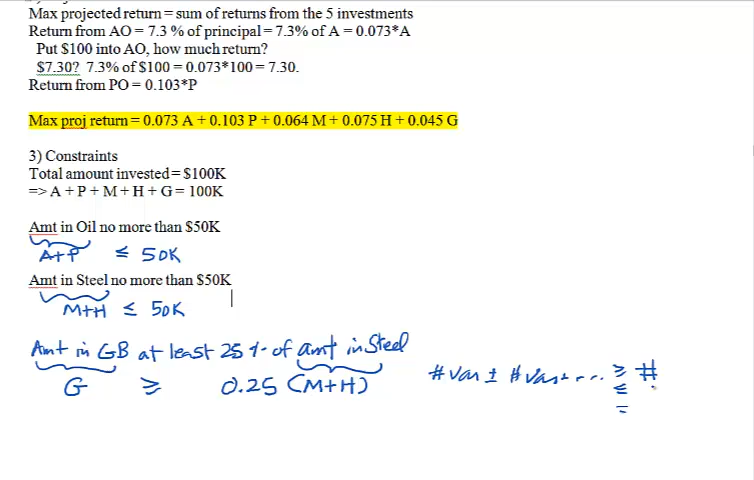 Max projected return = sum of returns from the 5 investments
Return from AO = 7.3 % of principal = 7.3% of A = 0.073*A
Put $100 into AO, how much return?
$7.30?  7.3% of $100 = 0.073*100 = 7.30.
Return from PO = 0.103*P
Max proj return = 0.073 A + 0.103 P + 0.064 M + 0.075 H + 0.045 G
3) Constraints
Total amount invested = $100K
=> A + P + M + H + G = 100K
Amt in Oil no more than $50K
A+P ≤ 50K
Amt in Steel no more than $50K
M+H ≤ 50K
Amt in GB at least 25 % of amt in Steel
G ≥ 0.25 (M+H)
# var ± # var ± ... ≥ #
≤
=